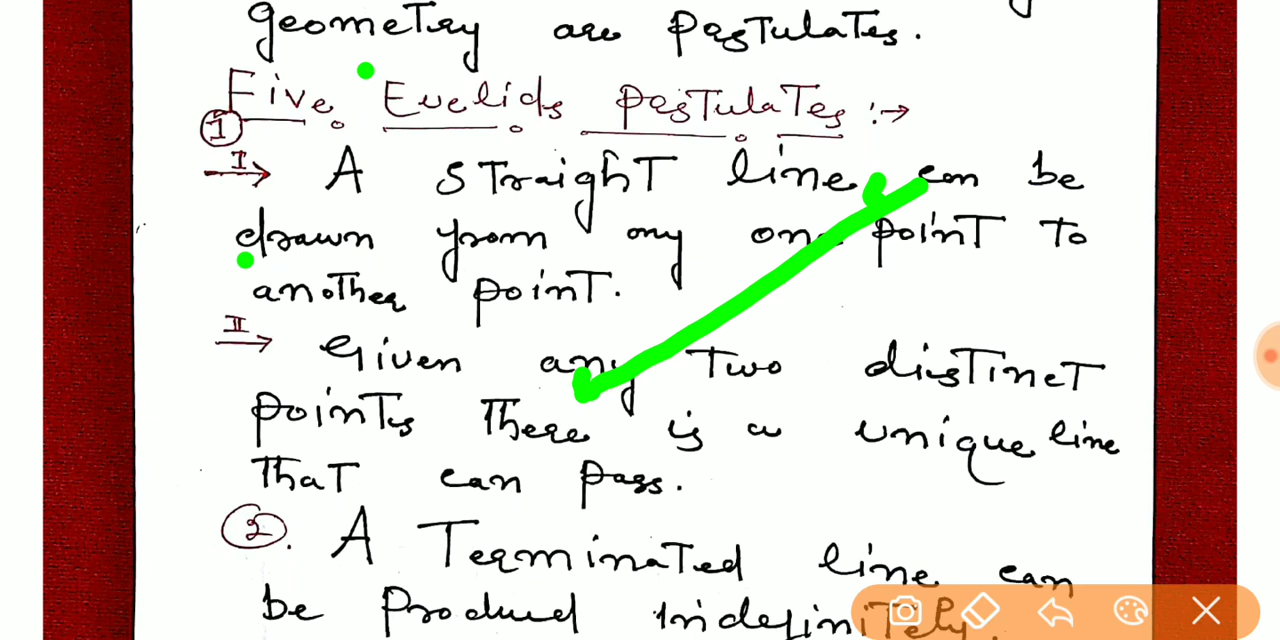 geometry are Postulates.
Five Euclids Postulates :→
① I → A straight line can be
drawn from any one point to
another point.
II → Given any two distinct
points there is a unique line
that can pass.
②. A Terminated line can
be Produced indefinitely.